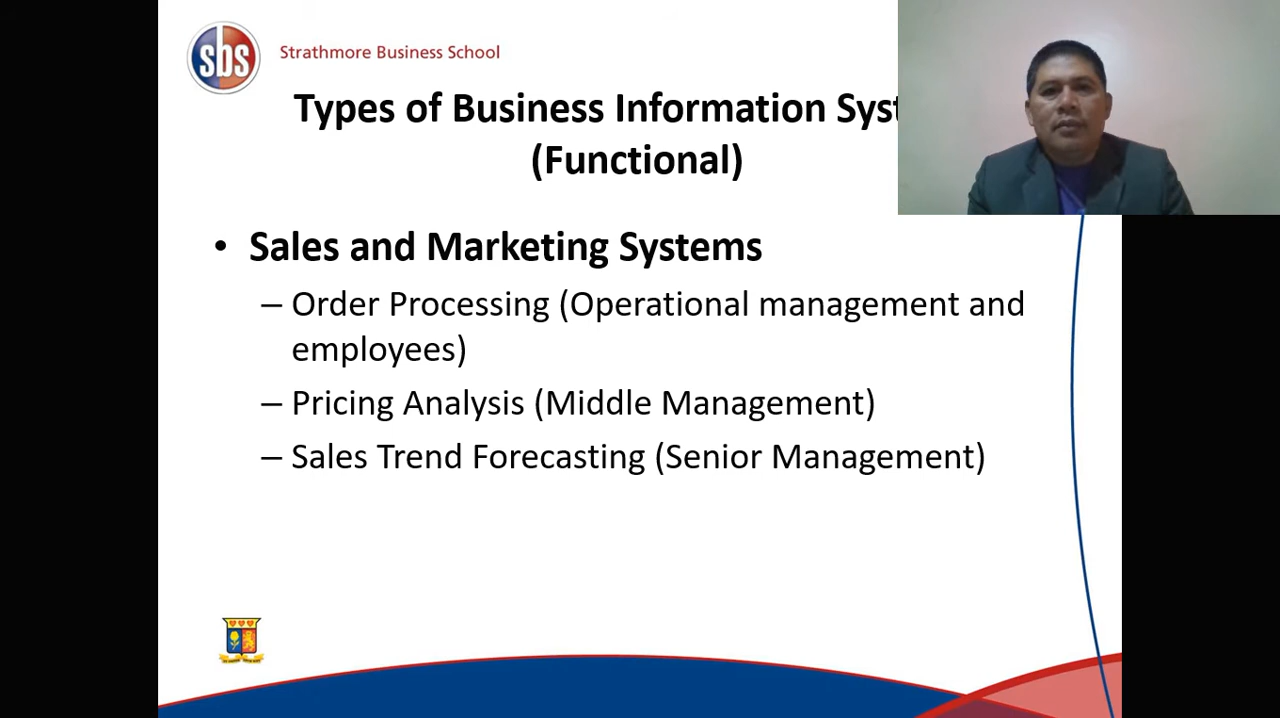 sbs
Strathmore Business School
Types of Business Information Syst
(Functional)
• Sales and Marketing Systems
– Order Processing (Operational management and
employees)
– Pricing Analysis (Middle Management)
– Sales Trend Forecasting (Senior Management)